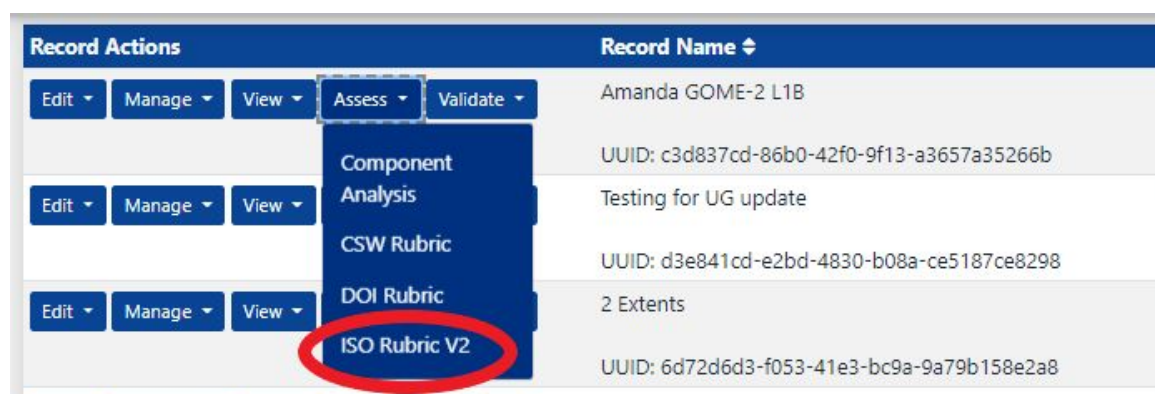 Record Actions Record Name
Edit Manage View Assess Validate Amanda GOME-2 L1B
UUID: c3d837cd-86b0-42f0-9f13-a3657a35266b
Component
Analysis
Edit Manage View Testing for UG update
CSW Rubric
UUID: d3e841cd-e2bd-4830-b08a-ce5187ce8298
DOI Rubric
Edit Manage View 2 Extents
ISO Rubric V2
UUID: 6d72d6d3-f053-41e3-bc9a-9a79b158e2a8